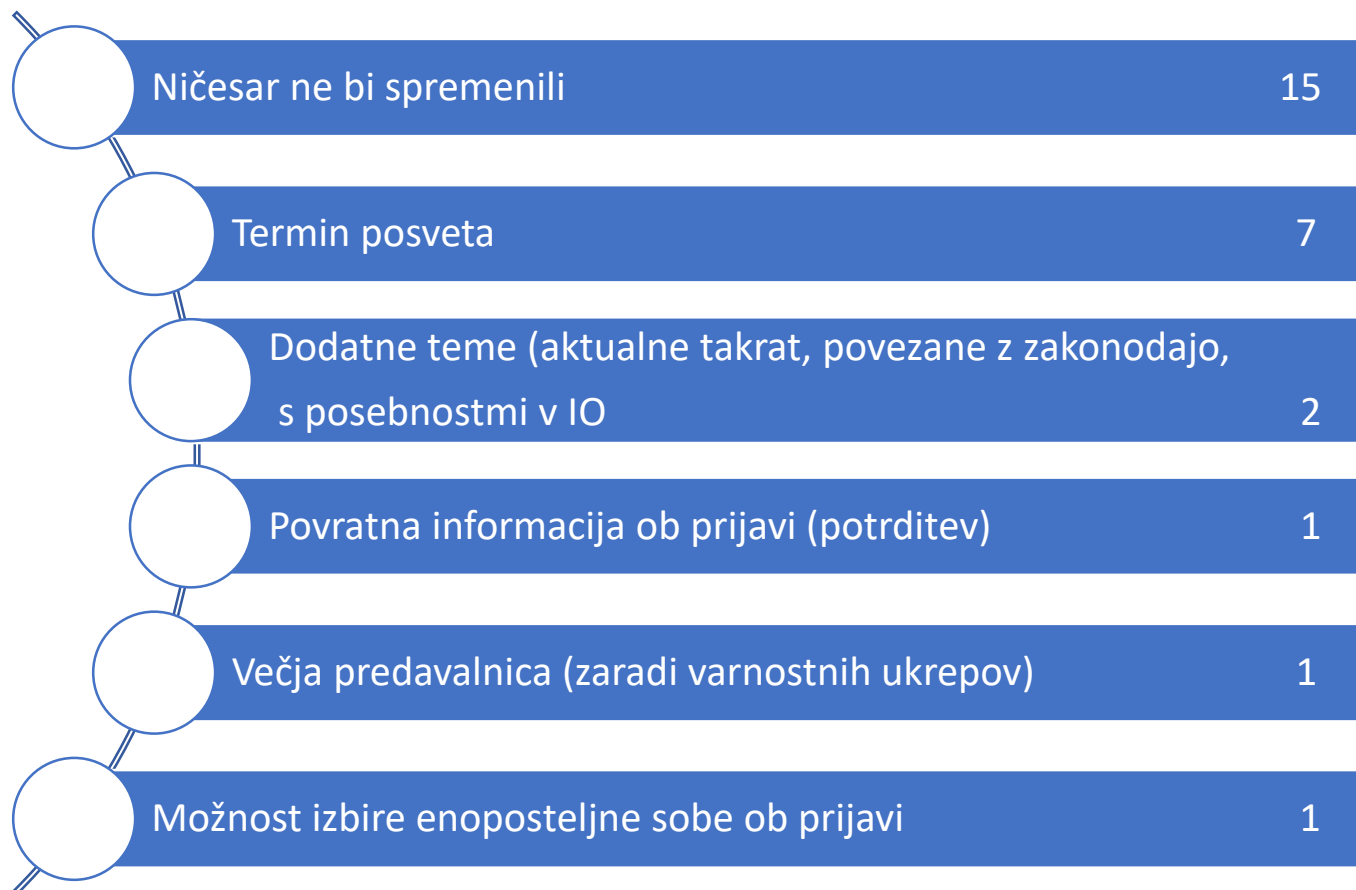 Ničesar ne bi spremenili 15
Termin posveta 7
Dodatne teme (aktualne takrat, povezane z zakonodajo,
s posebnostmi v IO 2
Povratna informacija ob prijavi (potrditev) 1
Večja predavalnica (zaradi varnostnih ukrepov) 1
Možnost izbire enoposteljne sobe ob prijavi 1